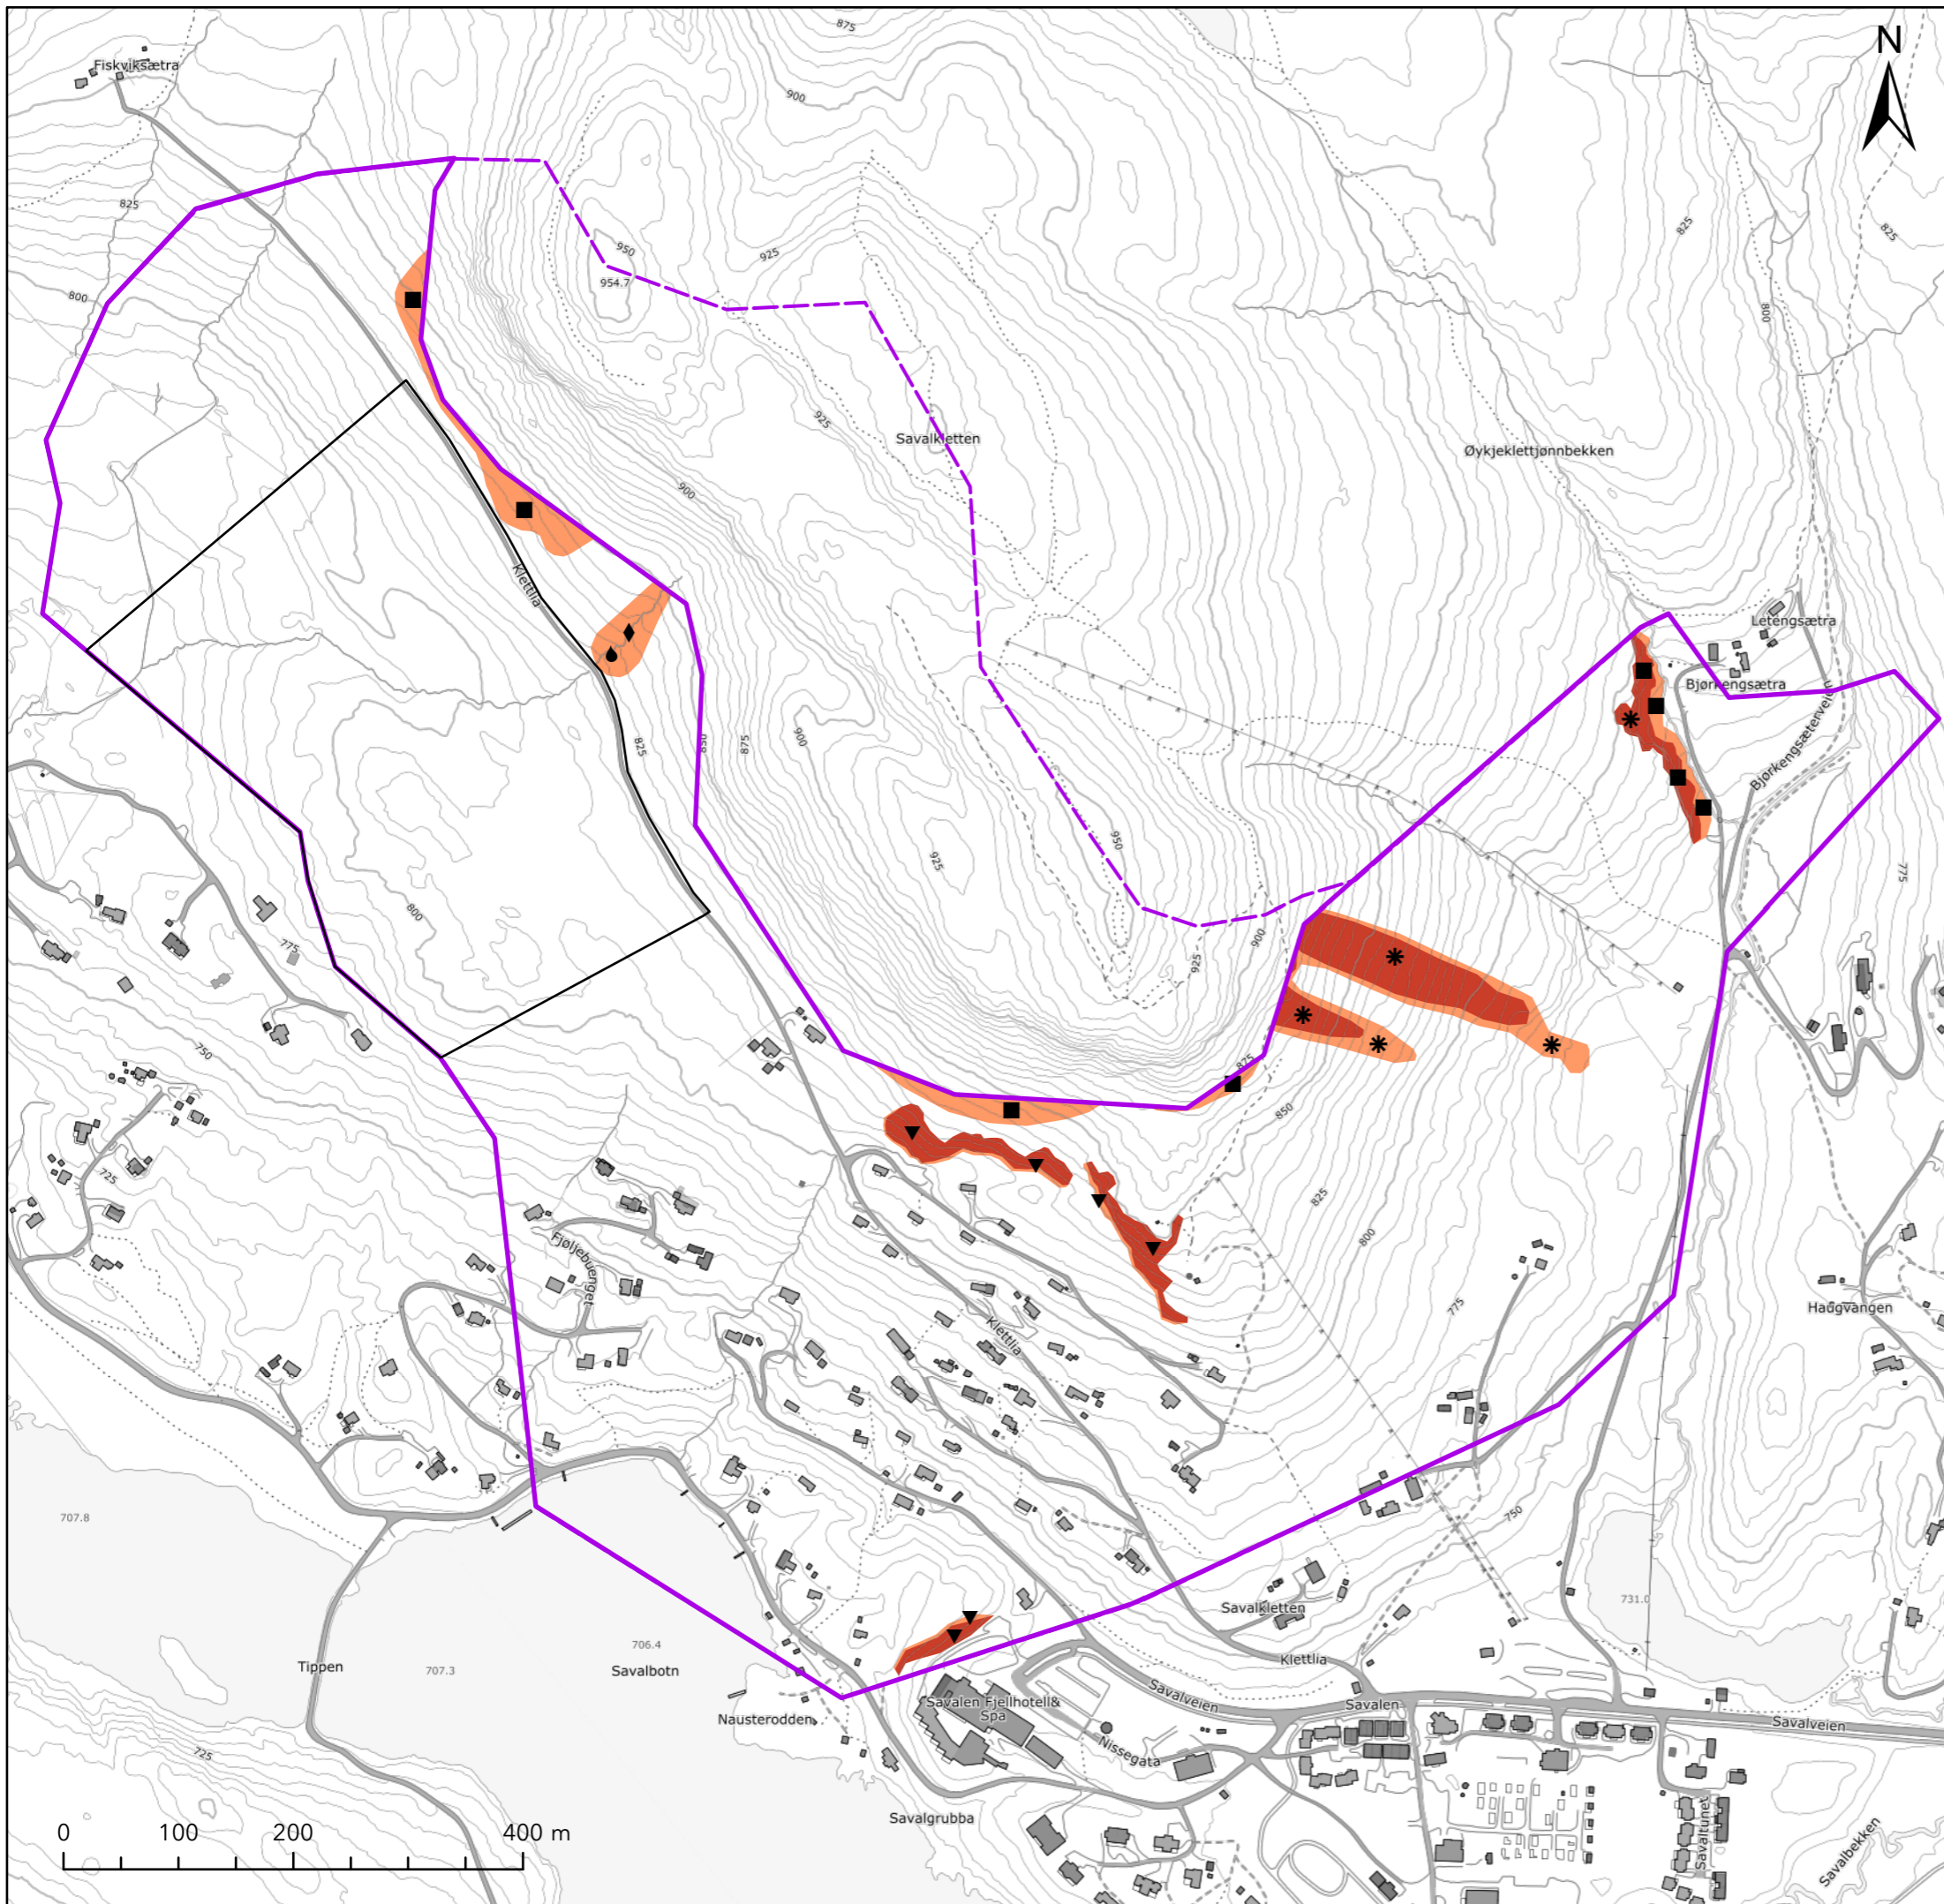 875
N
Fiskviksætra
900
825
825
825
950
925
954.7
800
800
925
Savalkletten
Øykjeklettjønnbekken
900
Klettlia
Letengsætra
Bjørkengsætra
825
850
875
900
Bjørkengsæterveien
950
925
775
800
900
775
925
750
875
850
725
825
800
Fjøljebuenget
775
Haugvangen
Klettlia
707.8
750
731.0
Savalkletten
706.4
Tippen
707.3
Savalbotn
Klettlia
Savalveien
Savalen Fjellhotell&
Spa
Savalen
Nausterodden
Savalveien
Nissegata
725
Savalgrubba
Savaltunet
Savalbekken
0 100 200 400 m